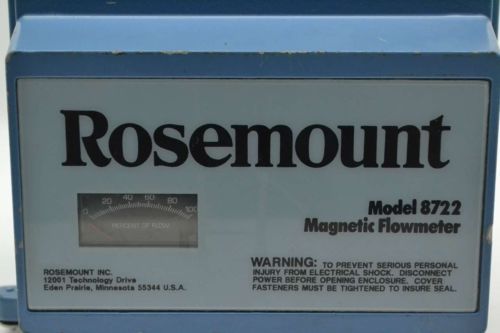 Rosemount
Model 8722
Magnetic Flowmeter
0 20 40 60 80 100
PERCENT OF FLOW
ROSEMOUNT INC.
12001 Technology Drive
Eden Prairie, Minnesota 55344 U.S.A.
WARNING: TO PREVENT SERIOUS PERSONAL
INJURY FROM ELECTRICAL SHOCK. DISCONNECT
POWER BEFORE OPENING ENCLOSURE. COVER
FASTENERS MUST BE TIGHTENED TO INSURE SEAL.